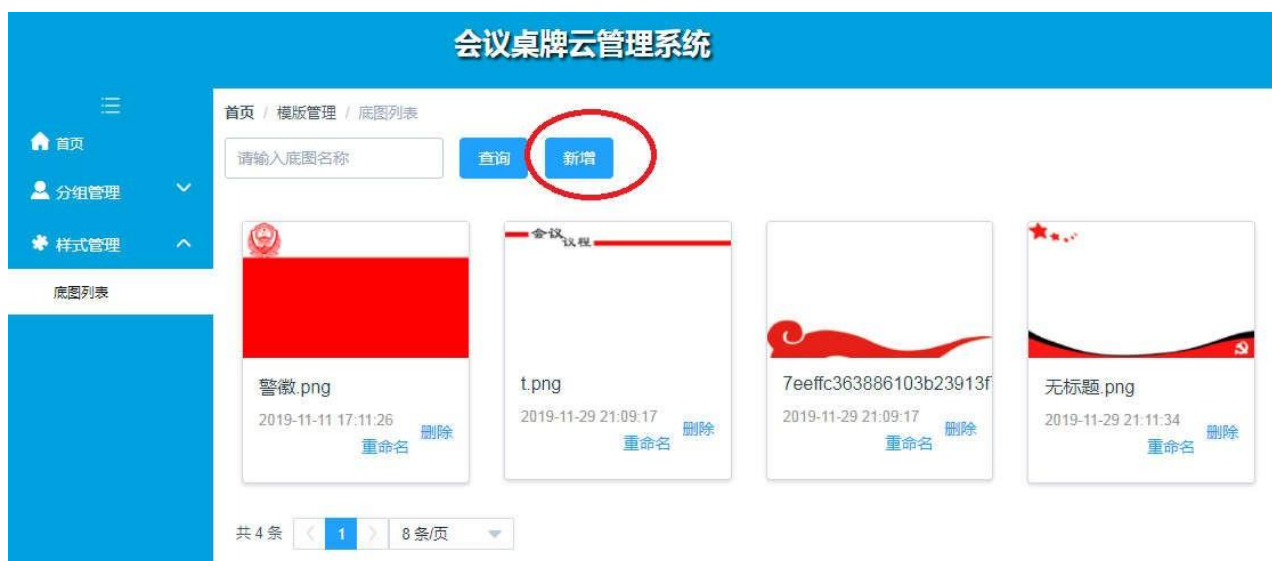 会议桌牌云管理系统
首页 / 模版管理 / 底图列表
首页
请输入底图名称 查询 新增
分组管理
样式管理
底图列表
会议议程
警徽.png
2019-11-11 17:11:26
删除
重命名
t.png
2019-11-29 21:09:17
删除
重命名
7eeffc363886103b23913f
2019-11-29 21:09:17
删除
重命名
无标题.png
2019-11-29 21:11:34
删除
重命名
共 4 条 1 8 条/页